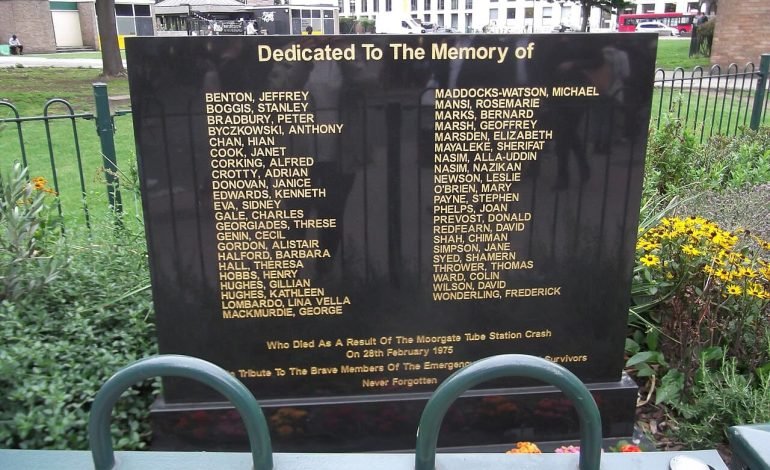 Dedicated To The Memory of
BENTON, JEFFREY
BOGGIS, STANLEY
BRADBURY, PETER
BYCZKOWSKI, ANTHONY
CHAN, HIAN
COOK, JANET
CORKING, ALFRED
CROTTY, ADRIAN
DONOVAN, JANICE
EDWARDS, KENNETH
EVA, SIDNEY
GALE, CHARLES
GEORGIADES, THRESE
GENIN, CECIL
GORDON, ALISTAIR
HALFORD, BARBARA
HALL, THERESA
HOBBS, HENRY
HUGHES, GILLIAN
HUGHES, KATHLEEN
LOMBARDO, LINA VELLA
MACKMURDIE, GEORGE
MADDOCKS-WATSON, MICHAEL
MANSI, ROSEMARIE
MARKS, BERNARD
MARSH, GEOFFREY
MARSDEN, ELIZABETH
MAYALEKE, SHERIFAT
NASIM, ALLA-UDDIN
NASIM, NAZIKAN
NEWSON, LESLIE
O'BRIEN, MARY
PAYNE, STEPHEN
PHELPS, JOAN
PREVOST, DONALD
REDFEARN, DAVID
SHAH, CHIMAN
SIMPSON, JANE
SYED, SHAMERN
THROWER, THOMAS
WARD, COLIN
WILSON, DAVID
WONDERLING, FREDERICK
Who Died As A Result Of The Moorgate Tube Station Crash
On 28th February 1975
Tribute To The Brave Members Of The Emergency Survivors
Never Forgotten